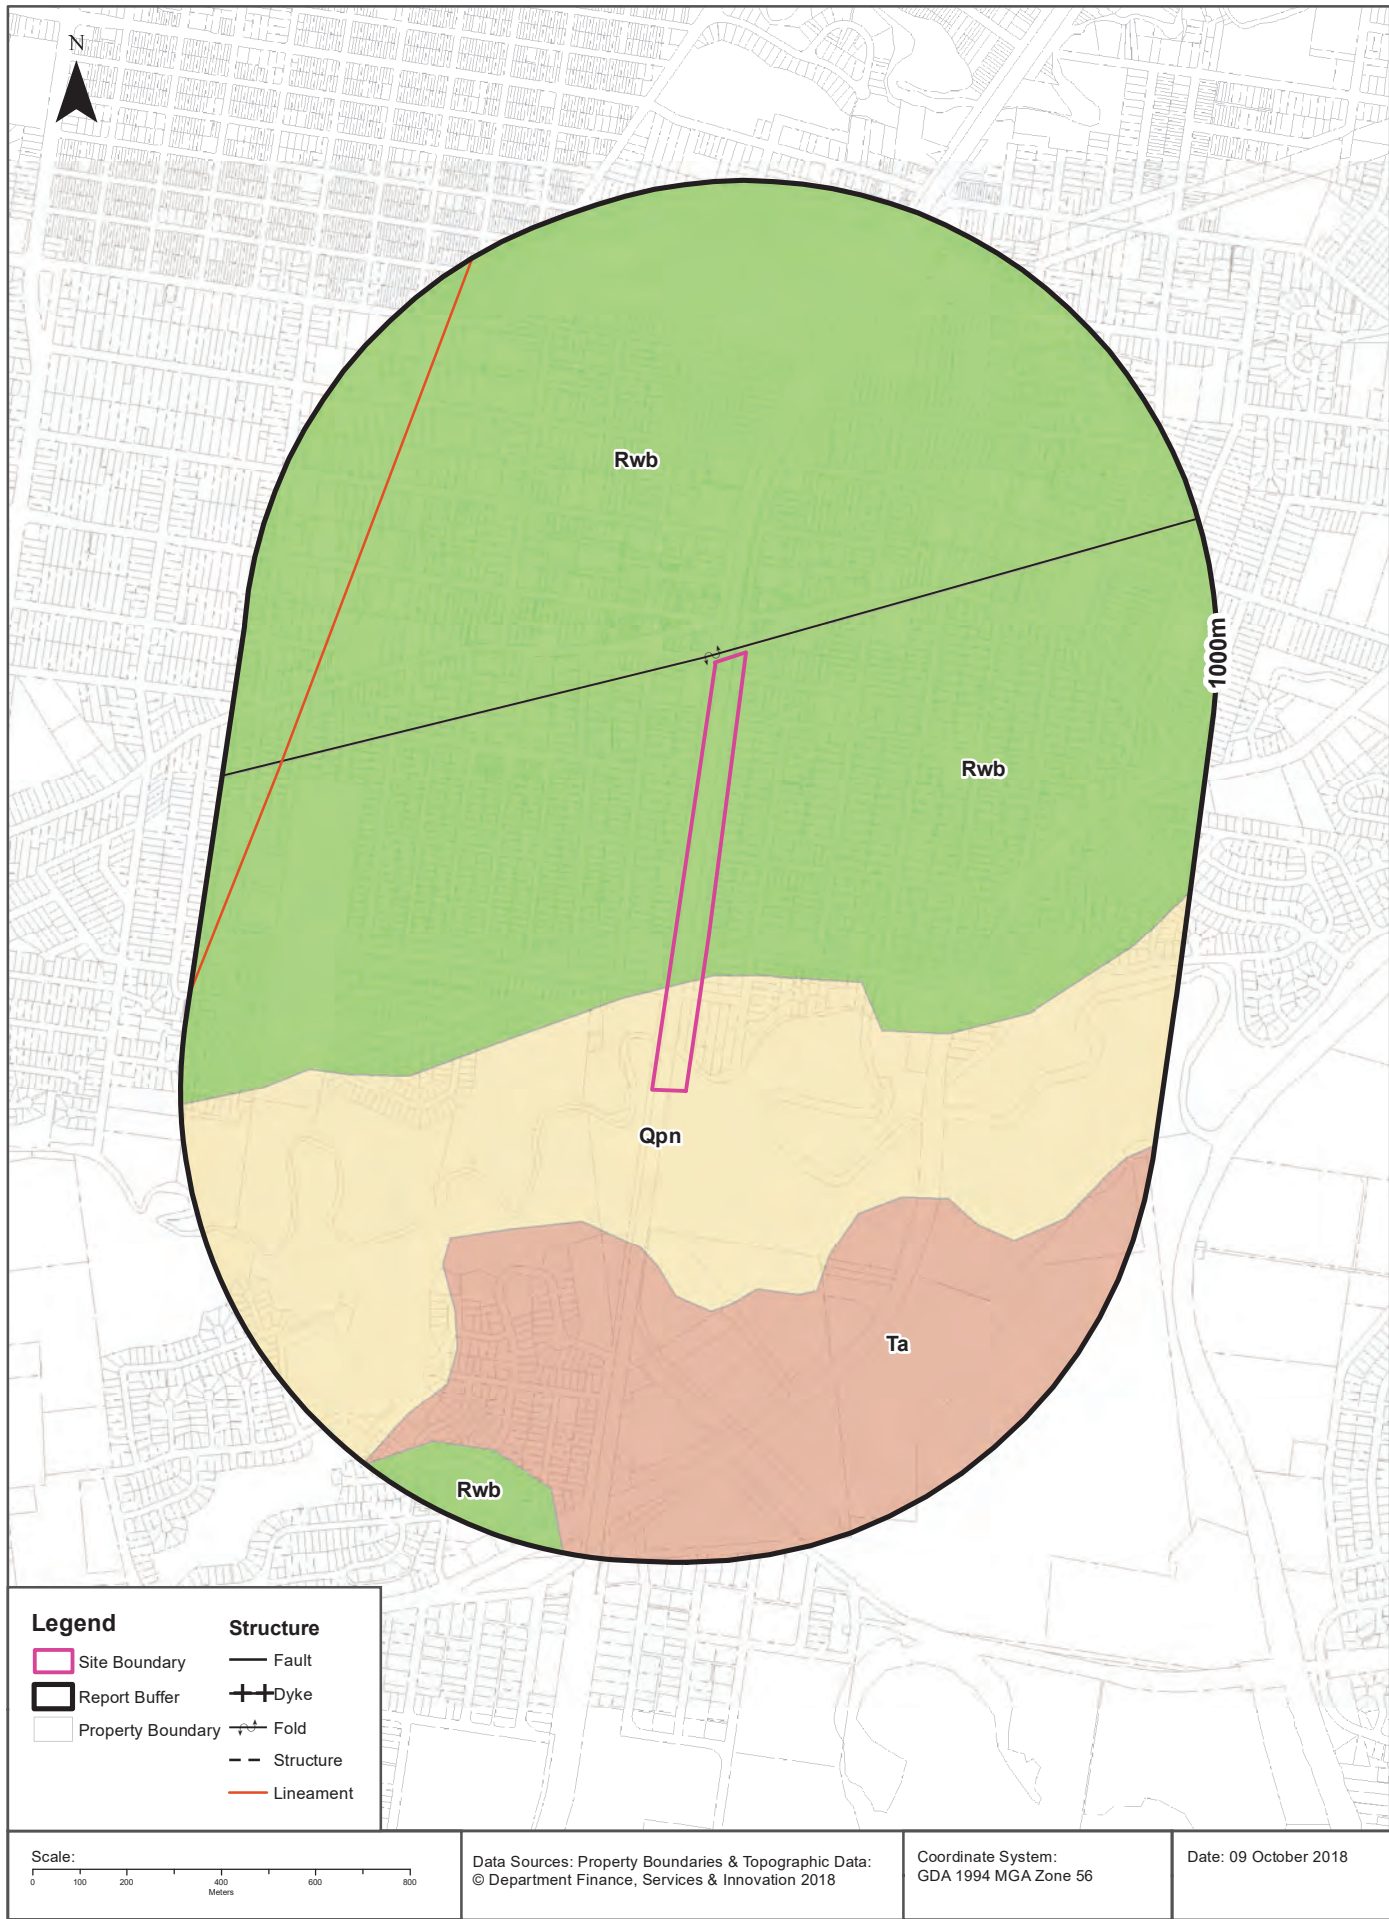 N
Rwb
1000m
Rwb
Qpn
Ta
Rwb
Legend
Site Boundary
Report Buffer
Property Boundary
Structure
Fault
Dyke
Fold
Structure
Lineament
Scale:
0 100 200 400 600 800
Meters
Data Sources: Property Boundaries & Topographic Data:
© Department Finance, Services & Innovation 2018
Coordinate System:
GDA 1994 MGA Zone 56
Date: 09 October 2018